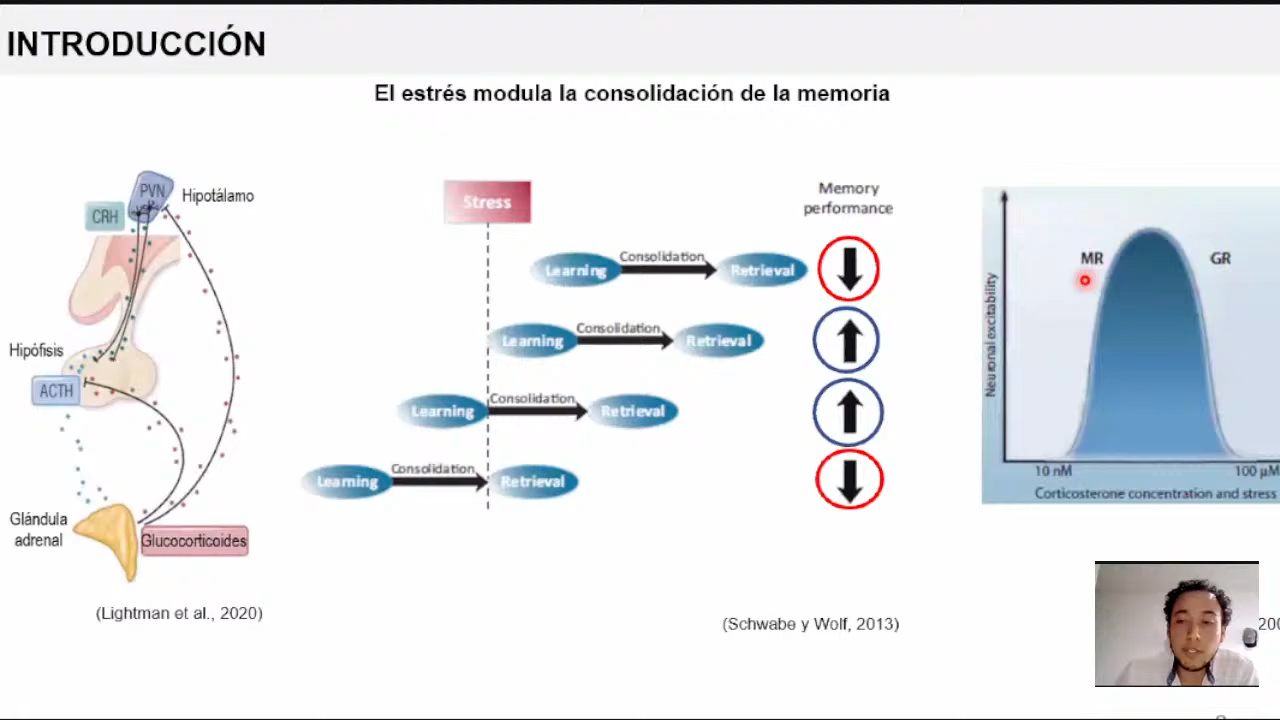 INTRODUCCIÓN
El estrés modula la consolidación de la memoria
PVN
Hipotálamo
CRH
Hipófisis
ACTH
Glándula
adrenal
Glucocorticoides
(Lightman et al., 2020)
Stress
Memory
performance
Learning
Consolidation
Retrieval
Learning
Consolidation
Retrieval
Learning
Consolidation
Retrieval
Learning
Consolidation
Retrieval
(Schwabe y Wolf, 2013)
MR
GR
Neuronal excitability
10 nM
100 µM
Corticosterone concentration and stress